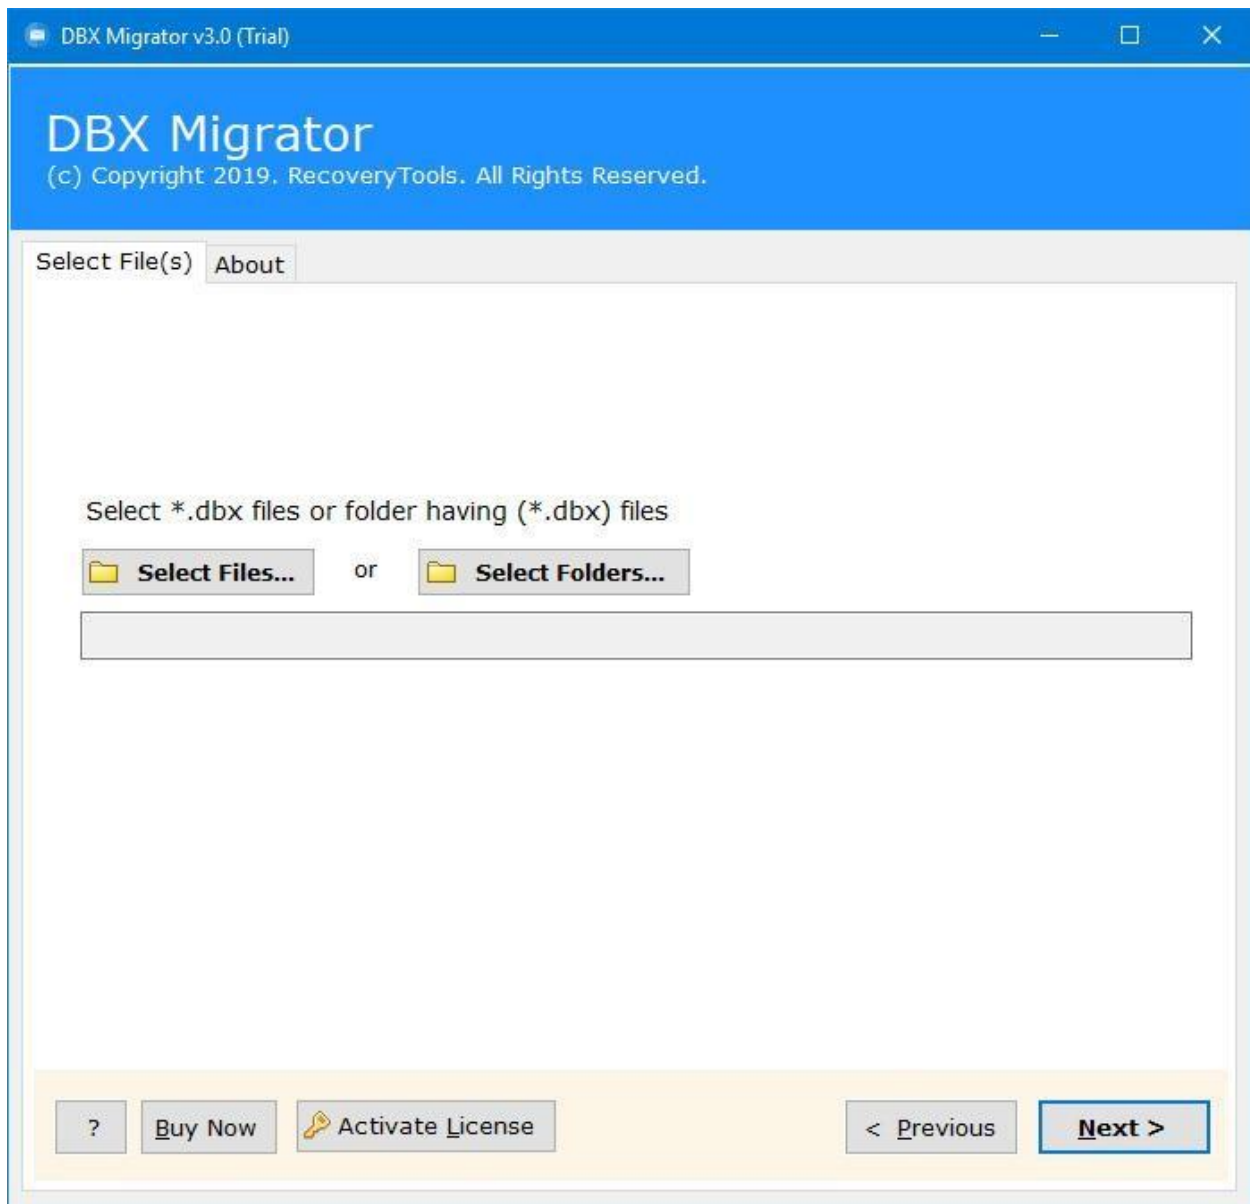 DBX Migrator v3.0 (Trial)
DBX Migrator
(c) Copyright 2019. RecoveryTools. All Rights Reserved.
Select File(s) About
Select *.dbx files or folder having (*.dbx) files
Select Files... or Select Folders...
? Buy Now Activate License < Previous Next >